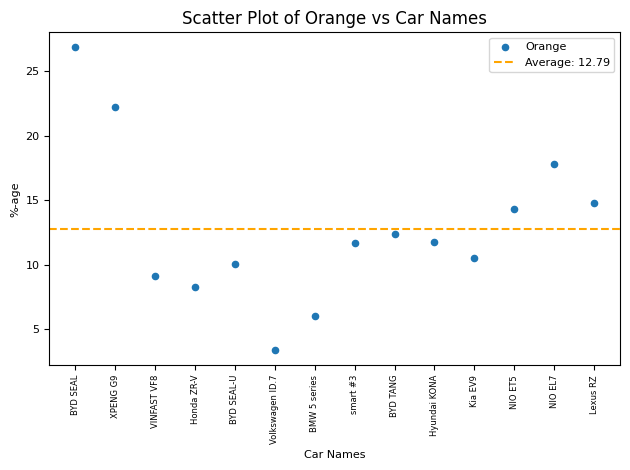 Scatter Plot of Orange vs Car Names
Orange
Average: 12.79
%-age
25
20
15
10
5
BYD SEAL
XPENG G9
VINFAST VF8
Honda ZR-V
BYD SEAL-U
Volkswagen ID.7
BMW 5 series
smart #3
BYD TANG
Hyundai KONA
Kia EV9
NIO ET5
NIO EL7
Lexus RZ
Car Names